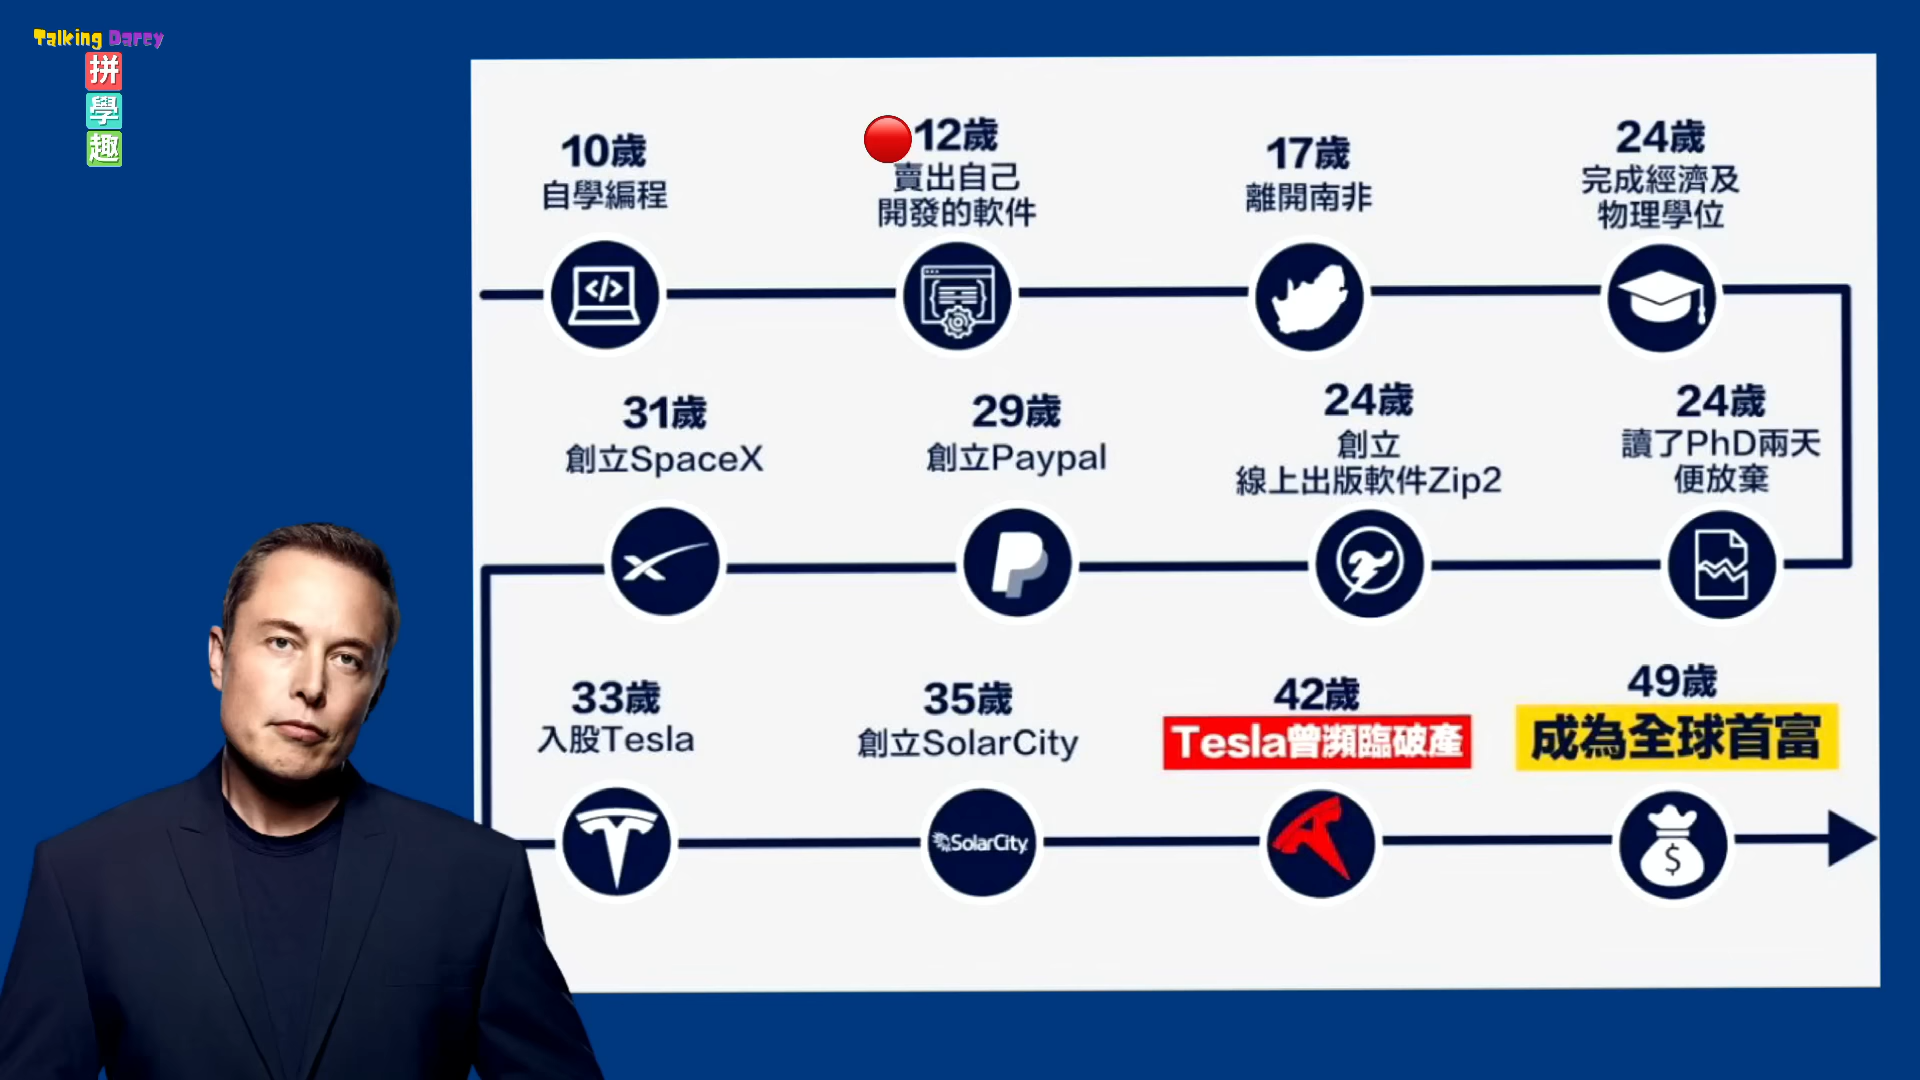 Talking Darcy
拼
學
趣
10歲
自學編程
12歲
賣出自己
開發的軟件
17歲
離開南非
24歲
完成經濟及
物理學位
24歲
讀了PhD兩天
便放棄
24歲
創立
線上出版軟件Zip2
29歲
創立Paypal
31歲
創立SpaceX
33歲
入股Tesla
35歲
創立SolarCity
SolarCity
42歲
Tesla曾瀕臨破產
49歲
成為全球首富